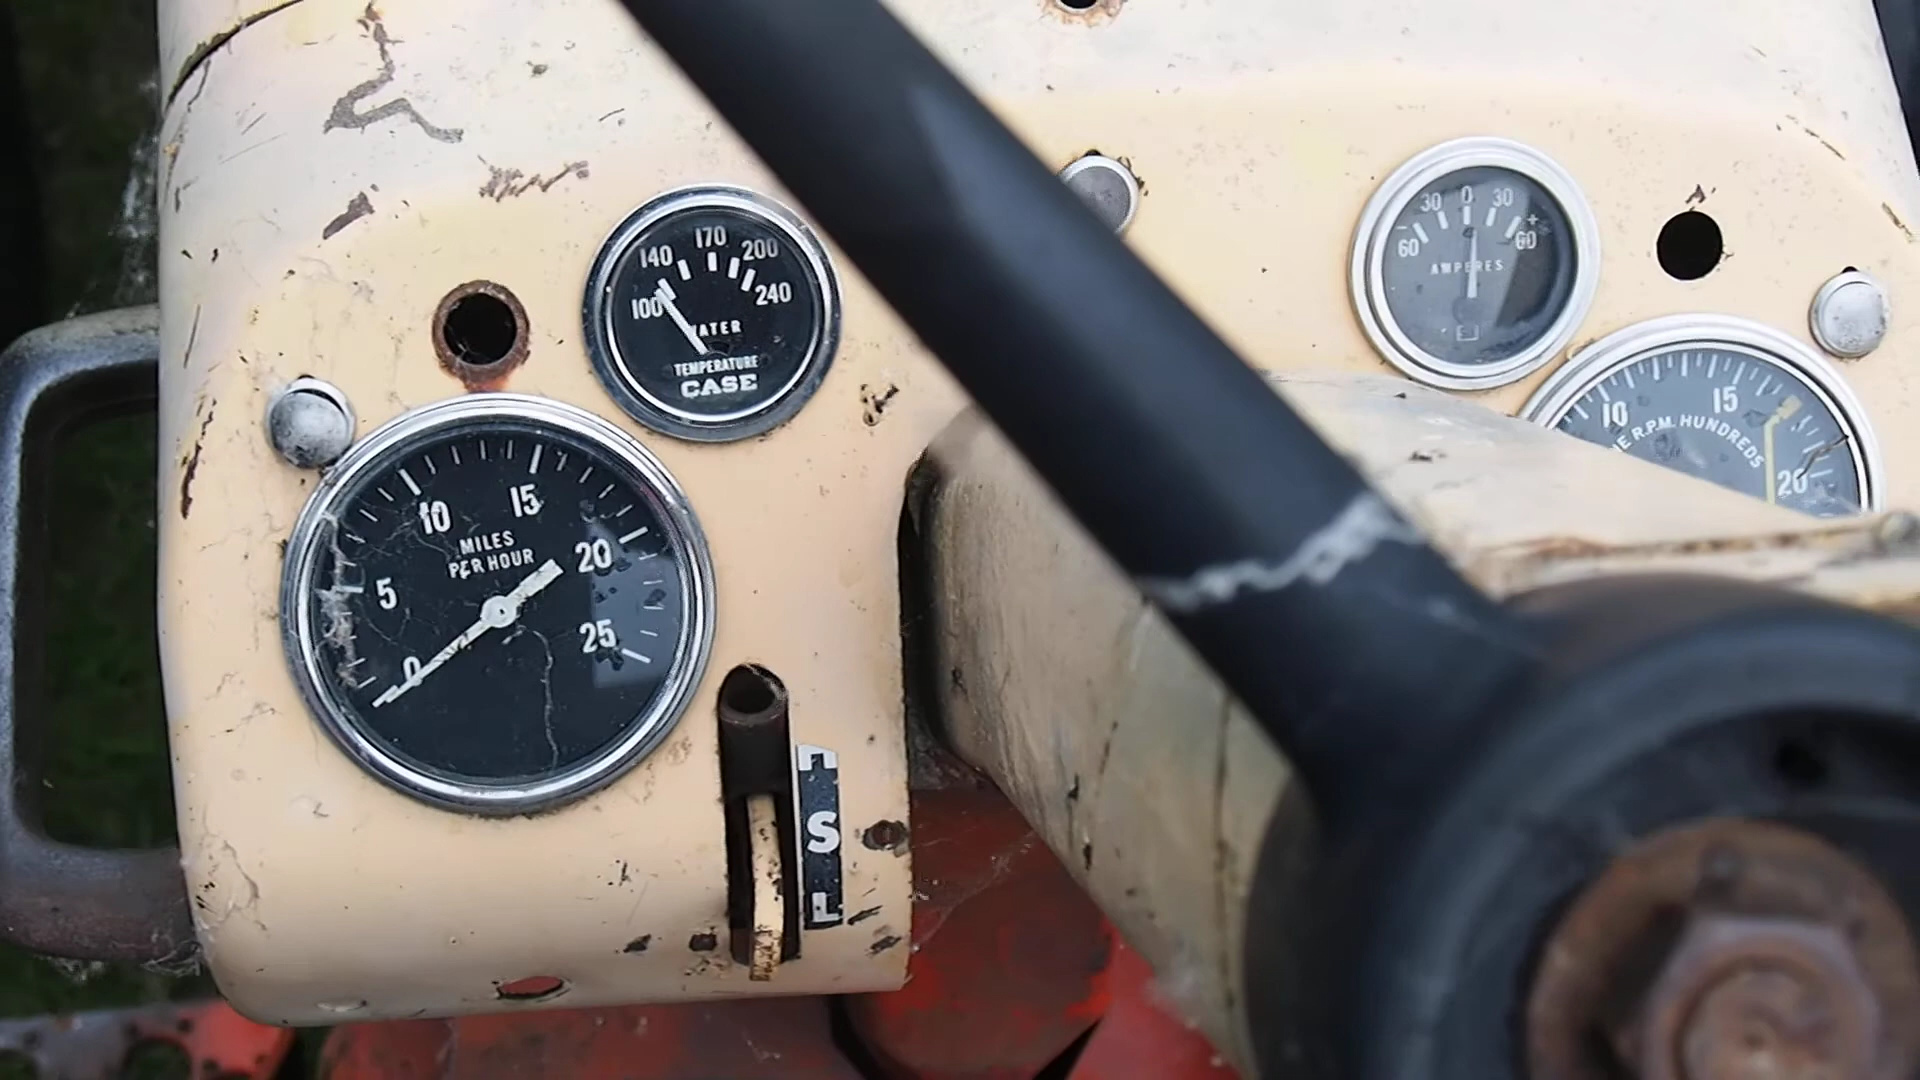 140 170 200
100 240
WATER
TEMPERATURE
CASE
10 15
MILES
PER HOUR
5 20
0 25
S
30 0 30
- +
60 60
AMPERES
10 15
R.P.M. HUNDREDS
20